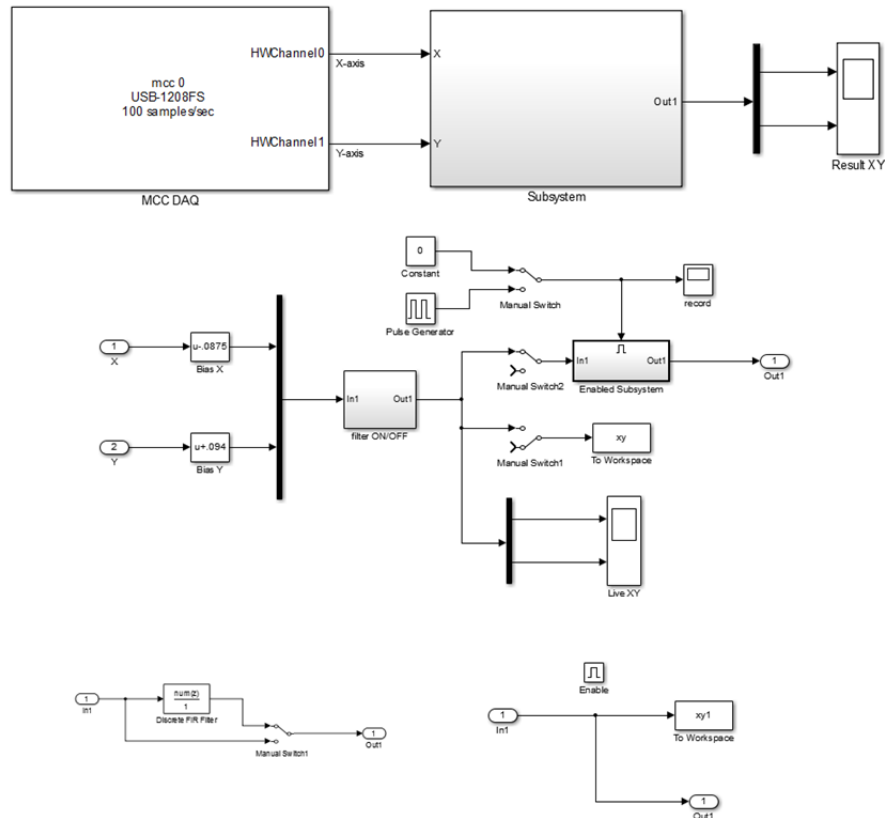 mcc 0
USB-1208FS
100 samples/sec
HWChannel0
HWChannel1
MCC DAQ
X-axis
Y-axis
X
Y
Out1
Subsystem
Result XY
0
Constant
Pulse Generator
Manual Switch
record
1
X
u-.0875
Bias X
2
Y
u+.094
Bias Y
In1
Out1
filter ON/OFF
Manual Switch2
In1
Out1
Enabled Subsystem
1
Out1
Manual Switch1
xy
To Workspace
Live XY
1
In1
num(z)
1
Discrete FIR Filter
Manual Switch1
1
Out1
Enable
1
In1
xy1
To Workspace
1
Out1